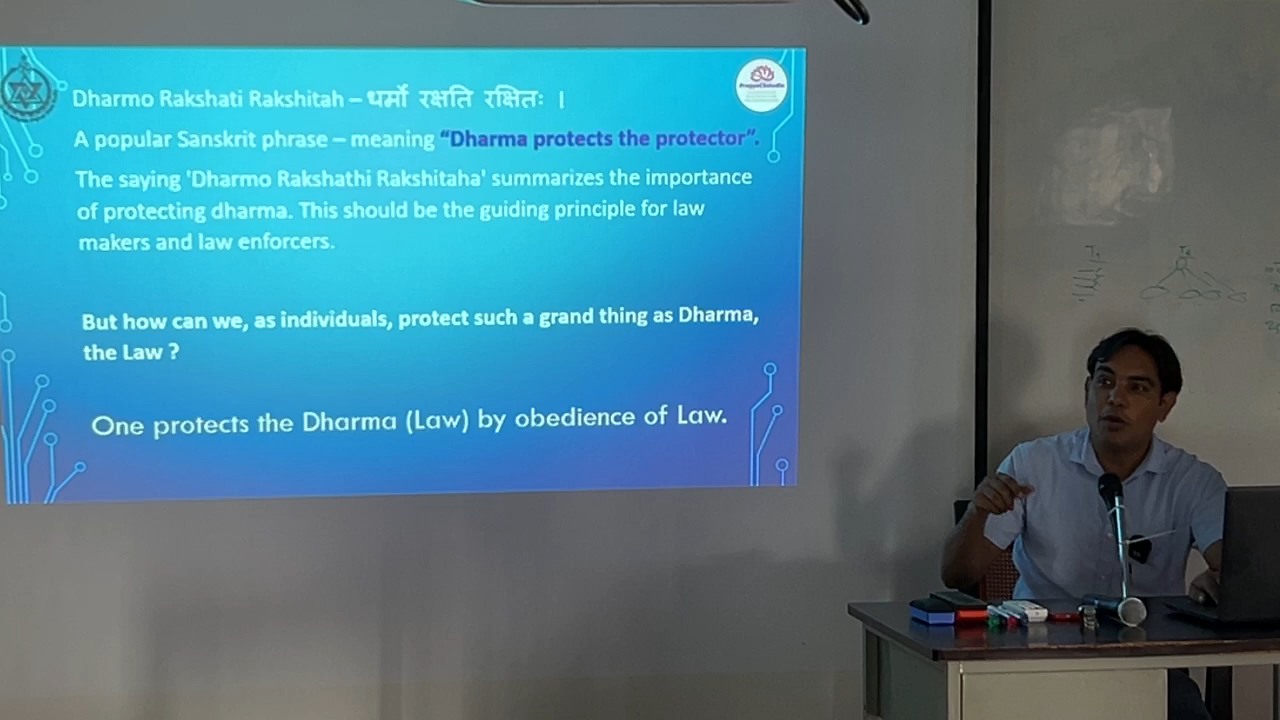 Dharmo Rakshati Rakshitah – धर्मो रक्षति रक्षितः ।
A popular Sanskrit phrase – meaning “Dharma protects the protector”.
The saying 'Dharmo Rakshathi Rakshitaha' summarizes the importance
of protecting dharma. This should be the guiding principle for law
makers and law enforcers.
But how can we, as individuals, protect such a grand thing as Dharma,
the Law ?
One protects the Dharma (Law) by obedience of Law.